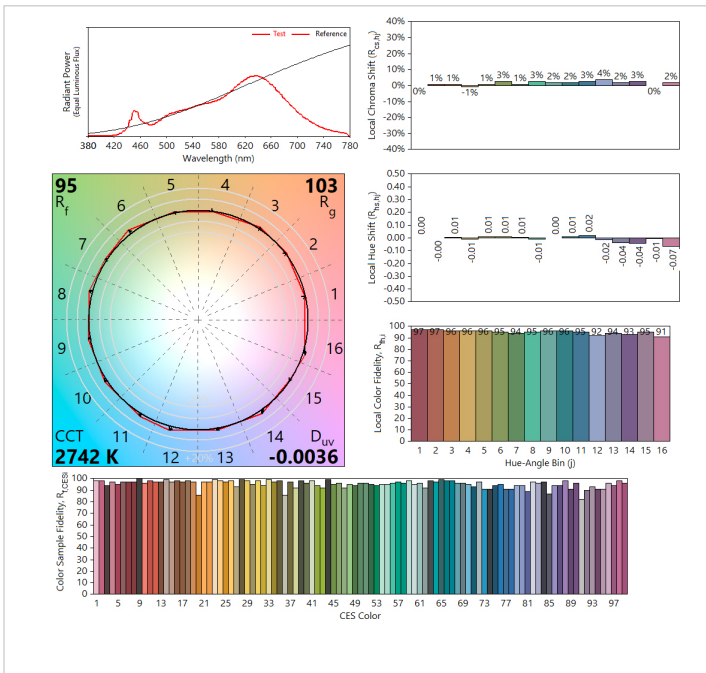 Test Reference
Radiant Power
(Equal Luminous Flux)
380 420 460 500 540 580 620 660 700 740 780
Wavelength (nm)
Local Chroma Shift (Rcs,hj)
40%
30%
20%
10%
0%
-10%
-20%
-30%
-40%
0% 1% 1% -1% 1% 3% 1% 3% 2% 2% 3% 4% 2% 3% 0% 2%
95
Rf
103
Rg
CCT
2742 K
Duv
-0.0036
1 2 3 4 5 6 7 8 9 10 11 12 13 14 15 16
+20%
Local Hue Shift (Rhs,hj)
0.50
0.40
0.30
0.20
0.10
0.00
-0.10
-0.20
-0.30
-0.40
-0.50
0.00 -0.00 0.01 -0.01 0.01 0.01 0.01 -0.01 0.00 0.01 0.02 -0.02 -0.04 -0.04 -0.01 -0.07
Local Color Fidelity, Rfh,i
100
90
80
70
60
50
40
30
20
10
0
97 97 96 96 96 95 94 95 96 96 95 92 94 93 95 91
1 2 3 4 5 6 7 8 9 10 11 12 13 14 15 16
Hue-Angle Bin (j)
Color Sample Fidelity, Rf,CESi
100
90
80
70
60
50
40
30
20
10
0
1 5 9 13 17 21 25 29 33 37 41 45 49 53 57 61 65 69 73 77 81 85 89 93 97
CES Color